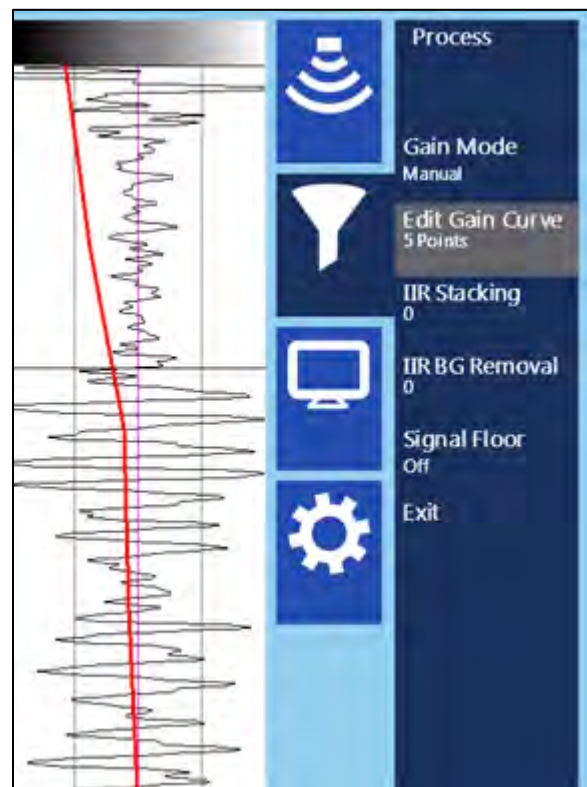 Process
Gain Mode
Manual
Edit Gain Curve
5 Points
IIR Stacking
0
IIR BG Removal
0
Signal Floor
Off
Exit